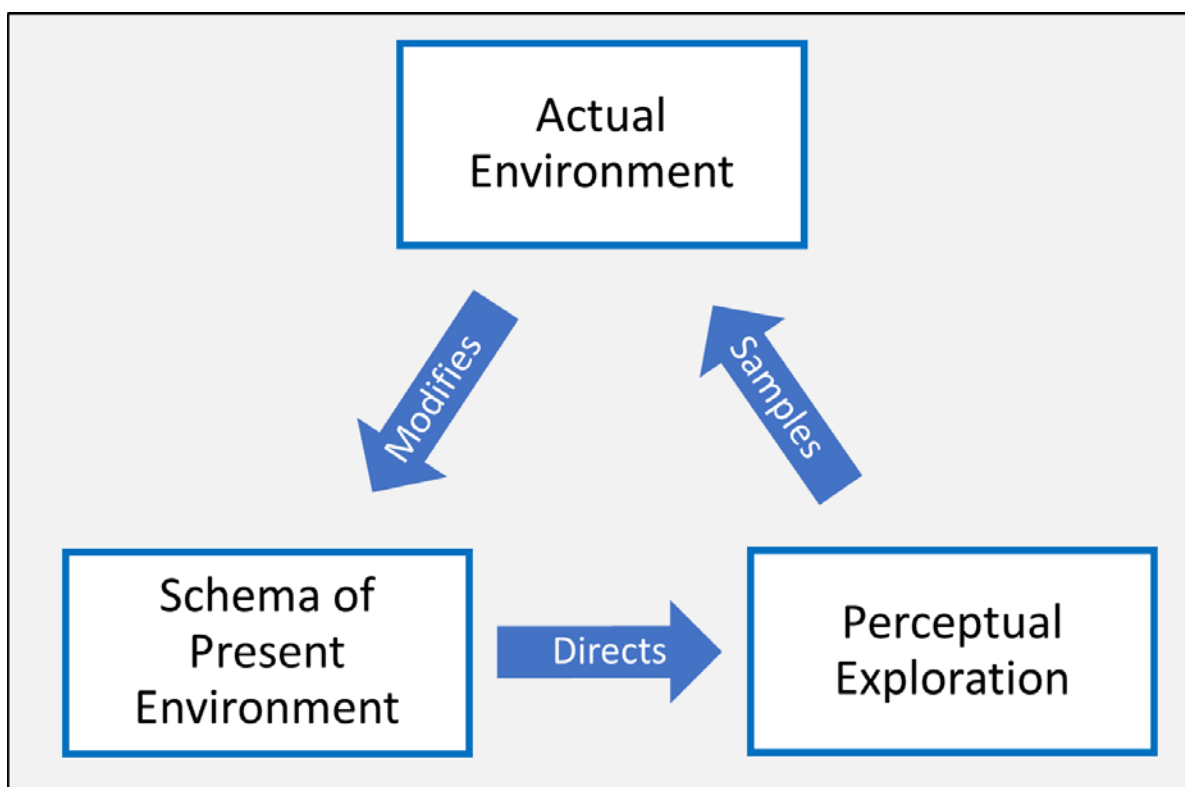 Actual
Environment
Modifies
Samples
Schema of
Present
Environment
Directs
Perceptual
Exploration